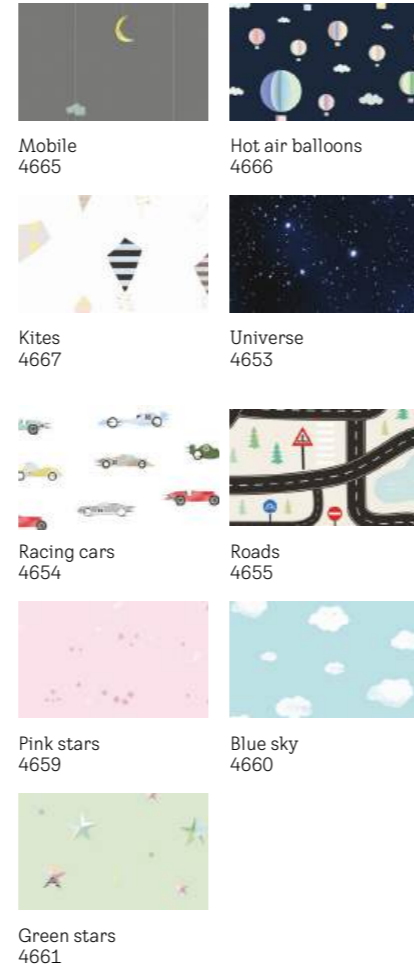 Mobile
4665
Hot air balloons
4666
Kites
4667
Universe
4653
Racing cars
4654
Roads
4655
Pink stars
4659
Blue sky
4660
Green stars
4661